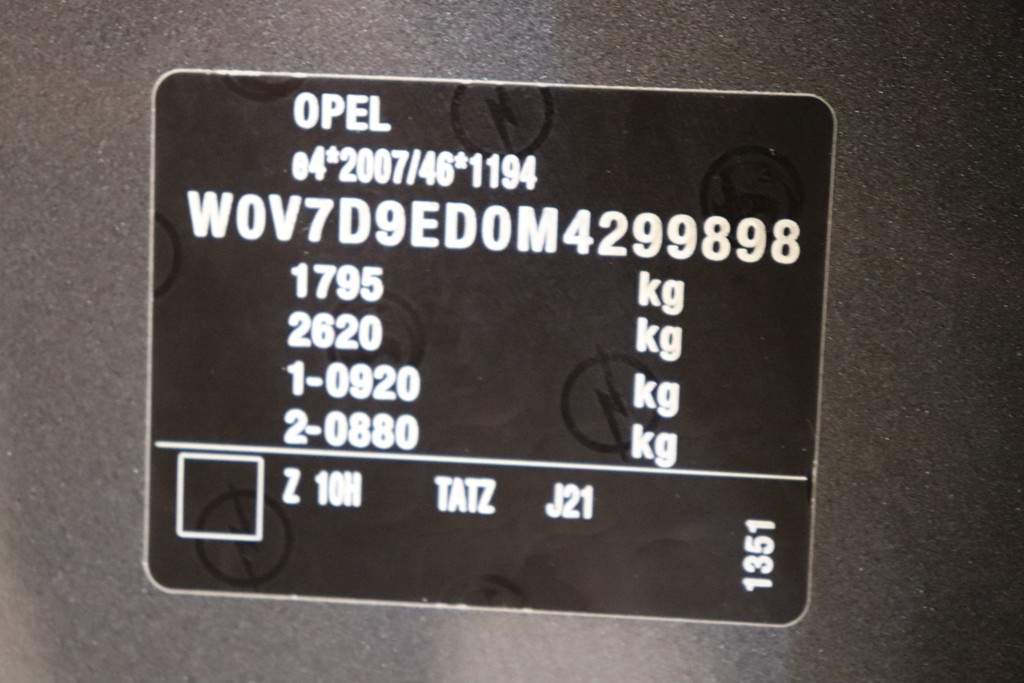 OPEL
e4*2007/46*1194
W0V7D9ED0M4299898
1795 kg
2620 kg
1-0920 kg
2-0880 kg
Z 10H TATZ J21
1351